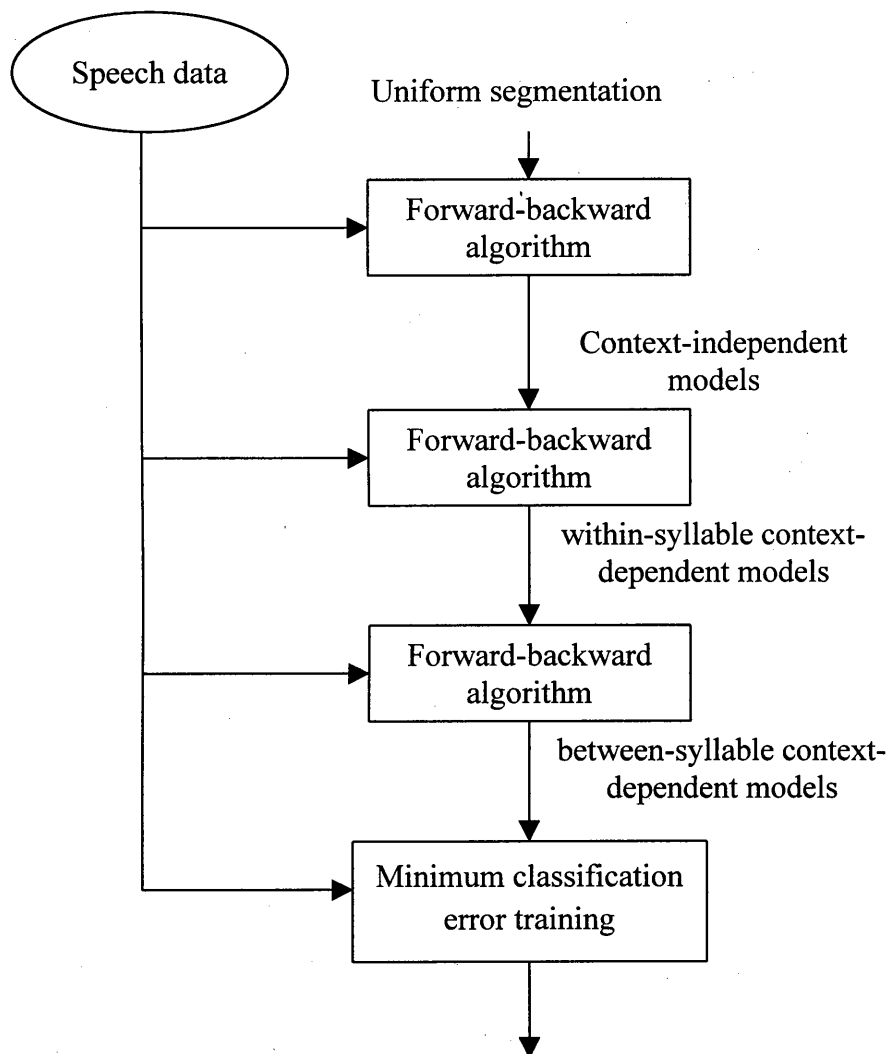 Speech data
Uniform segmentation
Forward-backward
algorithm
Context-independent
models
Forward-backward
algorithm
within-syllable context-
dependent models
Forward-backward
algorithm
between-syllable context-
dependent models
Minimum classification
error training